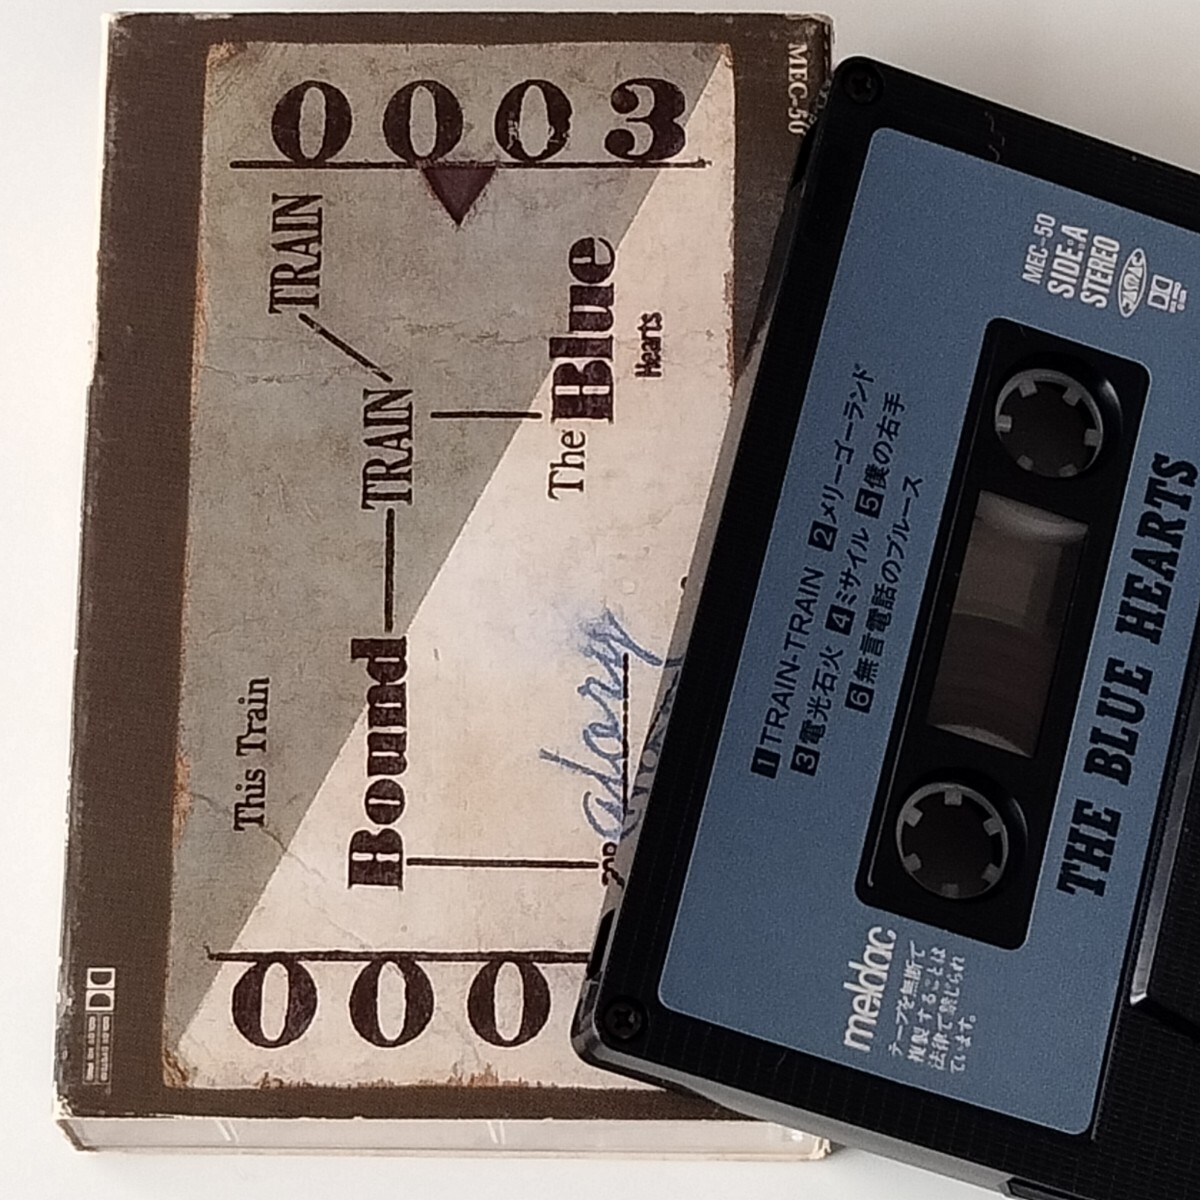 MEC-50
0003
TRAIN
TRAIN
The Blue
Hearts
This Train
Bound
FOR
glory
000
MEC-50
SIDE:A
STEREO
1 TRAIN-TRAIN 2 メリーゴーランド
3 電光石火 4 ミサイル 5 僕の右手
6 無言電話のブルース
THE BLUE HEARTS
meldac
テープを無断で
複製することは
法律で禁じられ
ています。